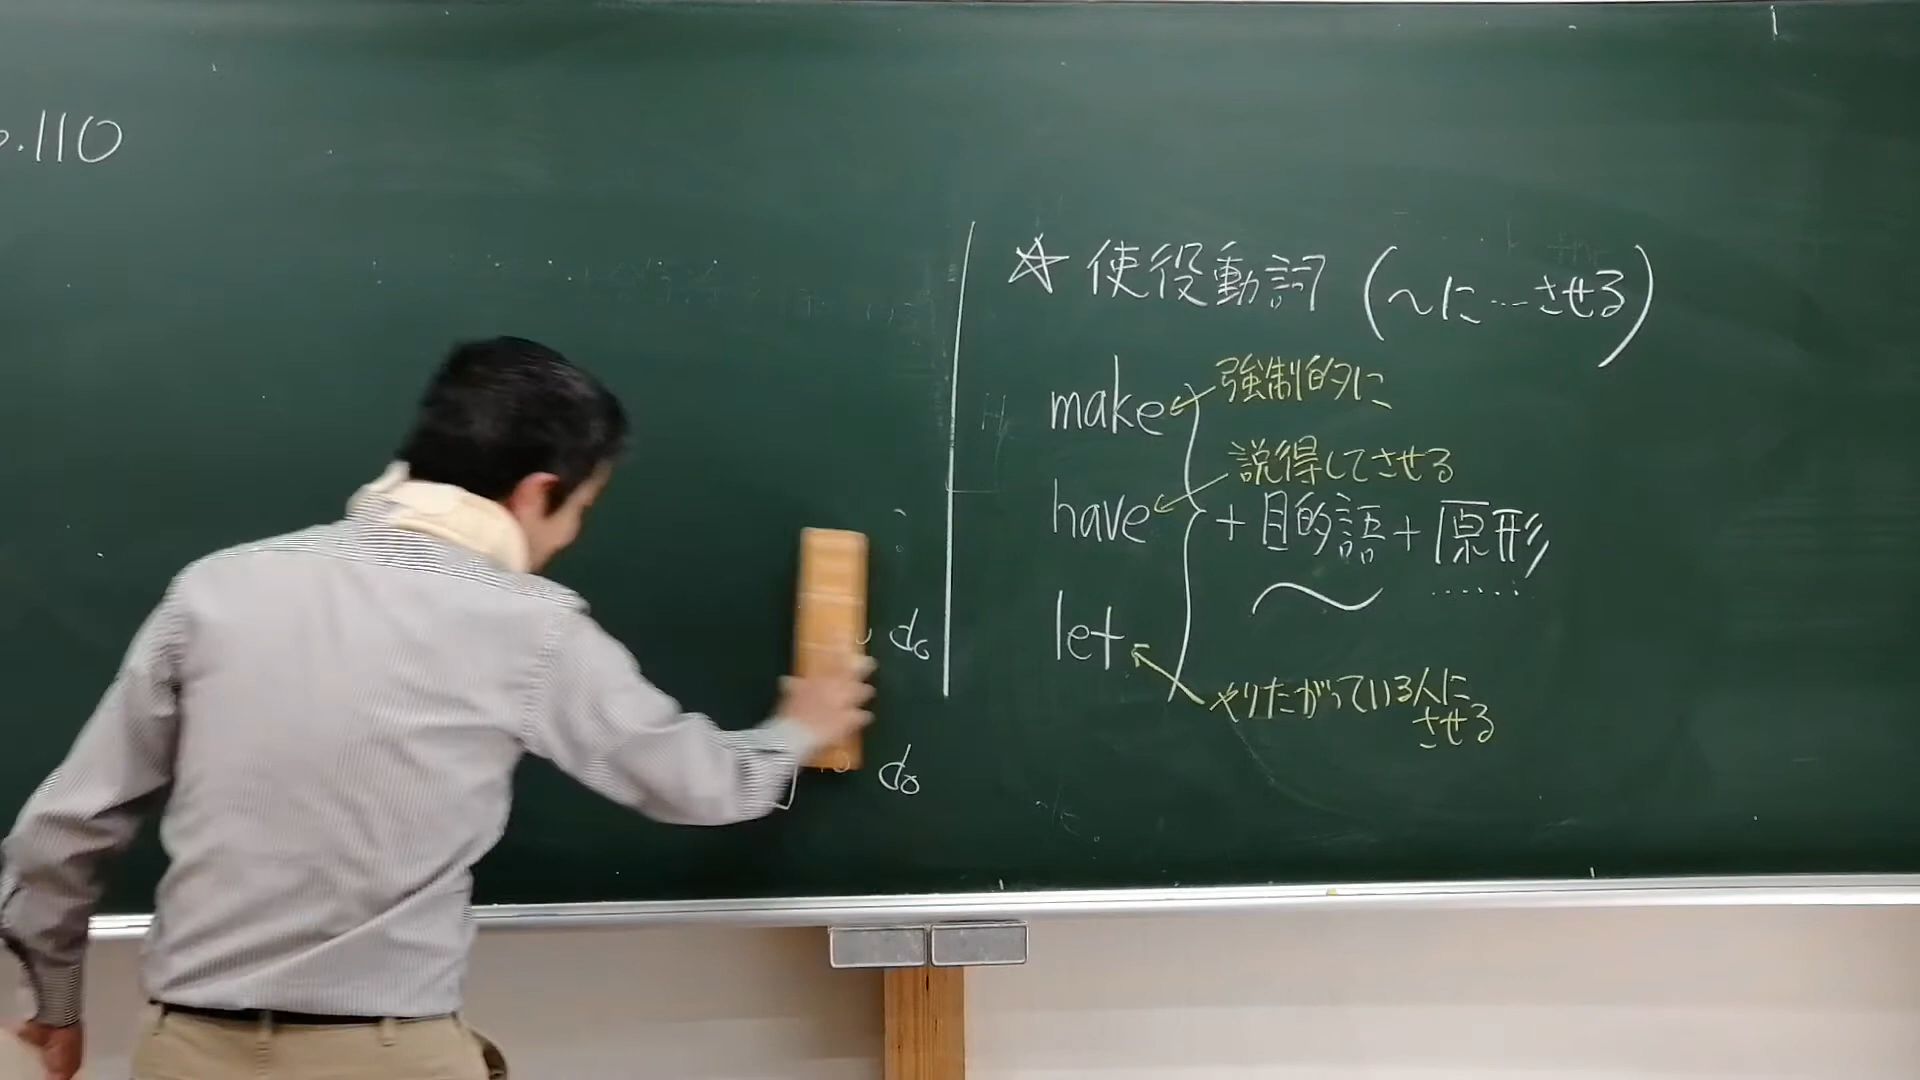 .110
☆ 使役動詞 (〜に…させる)
make 強制的に
説得してさせる
have + 目的語 + 原形
let
やりたがっている人に
させる
do
do